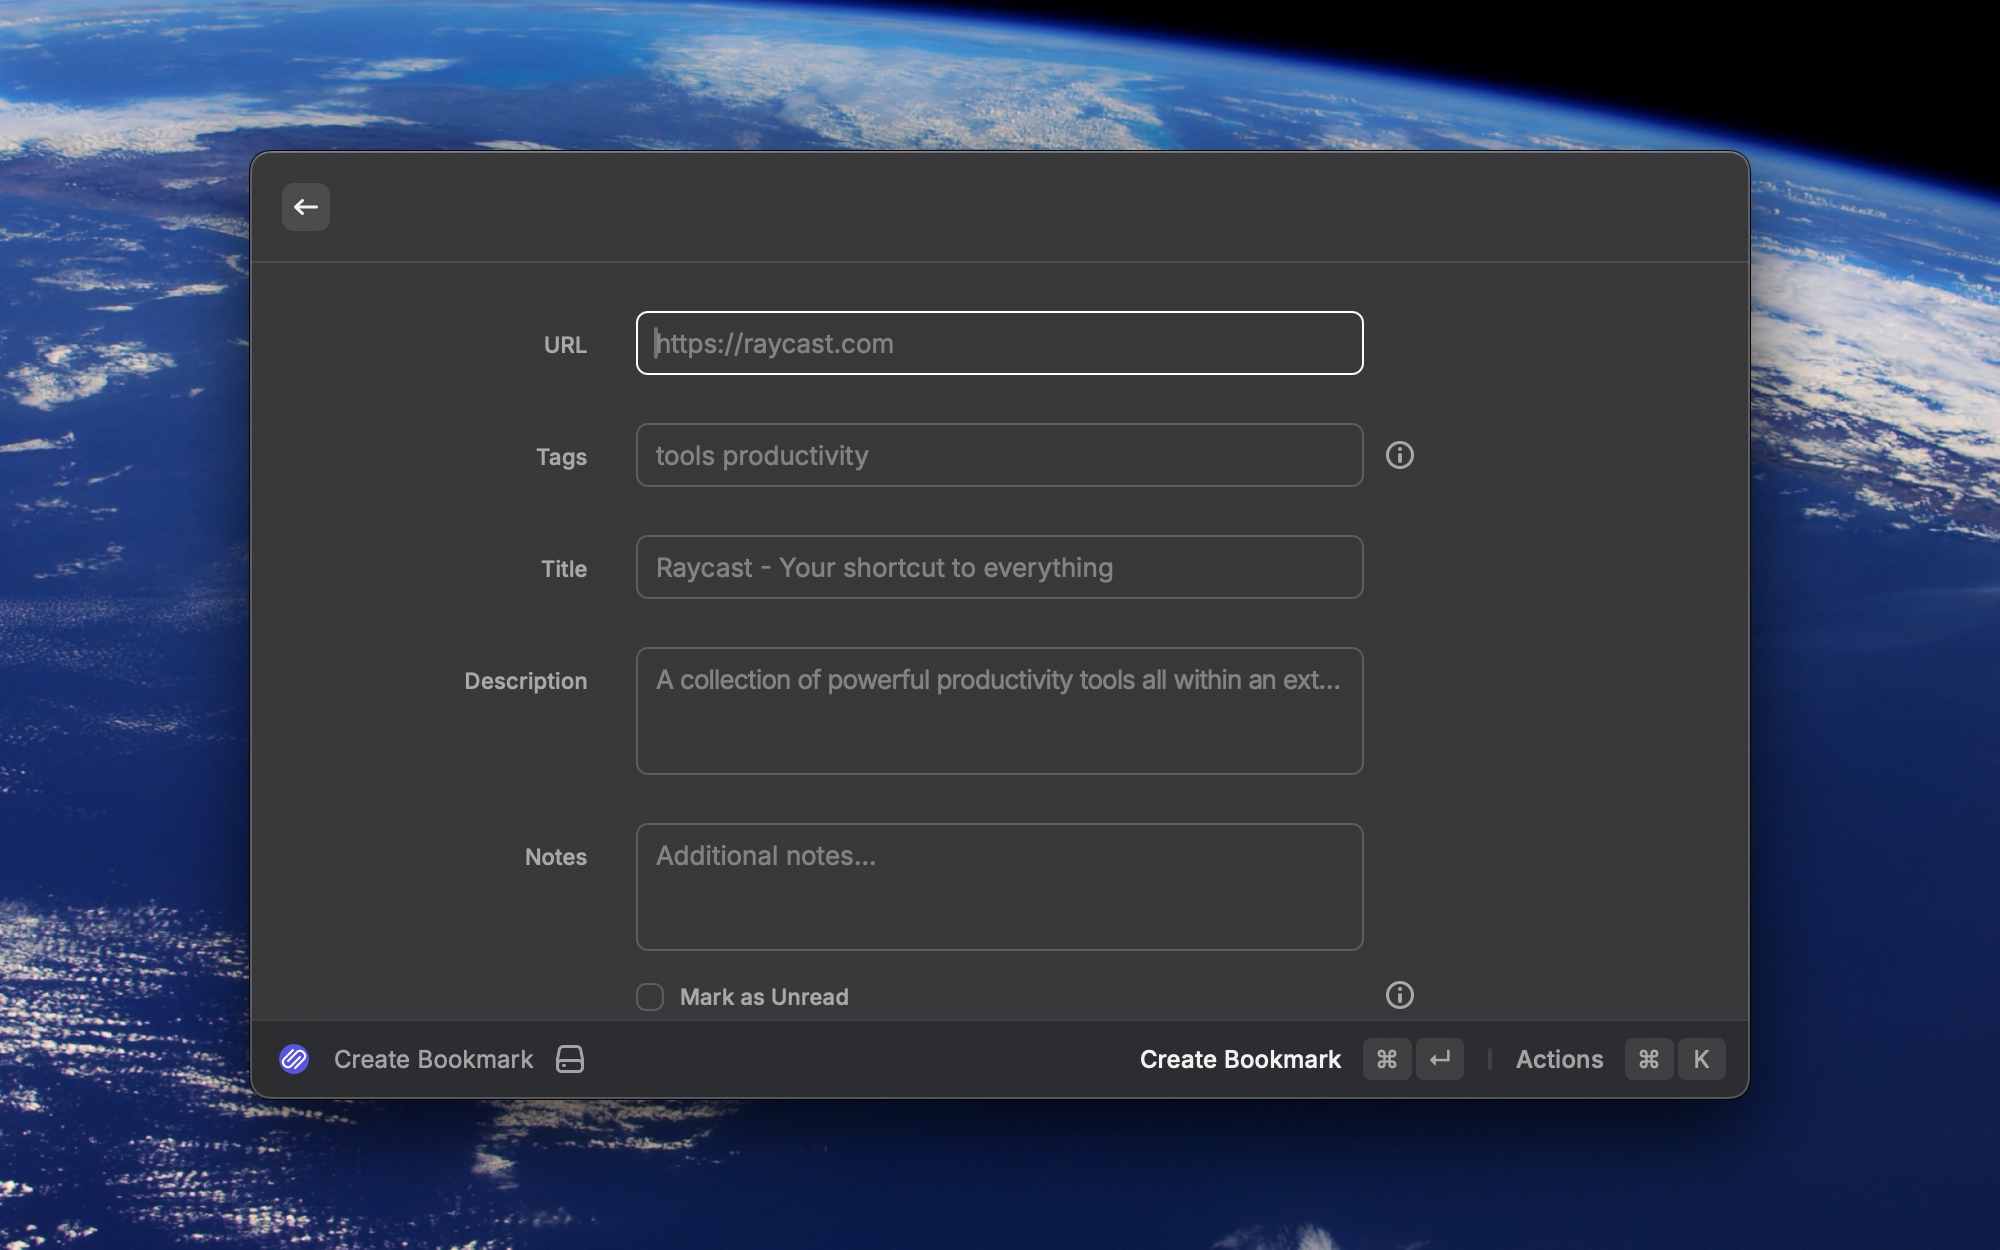 URL
https://raycast.com
Tags
tools productivity
Title
Raycast - Your shortcut to everything
Description
A collection of powerful productivity tools all within an ext...
Notes
Additional notes...
Mark as Unread
Create Bookmark
Create Bookmark ⌘ ↵
Actions ⌘ K